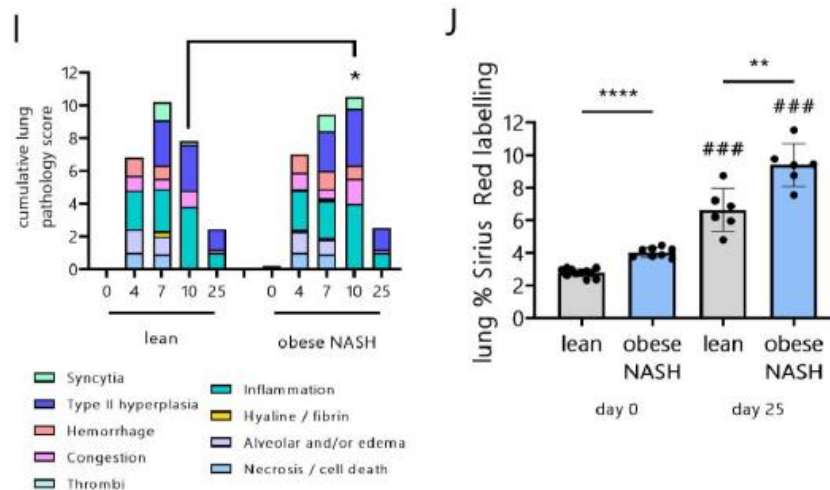 I
cumulative lung
pathology score
12
10
8
6
4
2
0
*
0 4 7 10 25 0 4 7 10 25
lean obese NASH
Syncytia
Type II hyperplasia
Hemorrhage
Congestion
Thrombi
Inflammation
Hyaline / fibrin
Alveolar and/or edema
Necrosis / cell death
J
lung % Sirius Red labelling
12
10
8
6
4
2
0
****
**
###
###
lean obese lean obese
NASH NASH
day 0 day 25